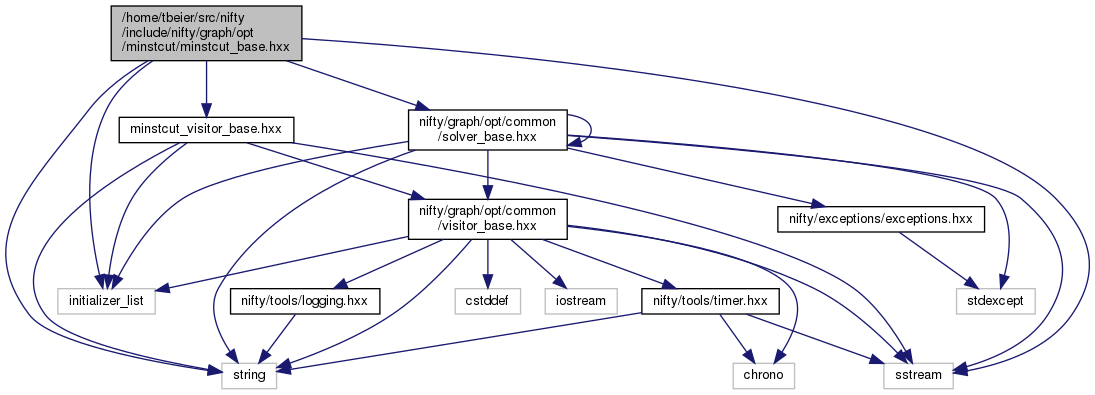 /home/tbeier/src/nifty
/include/nifty/graph/opt
/minstcut/minstcut_base.hxx
minstcut_visitor_base.hxx
nifty/graph/opt/common
/solver_base.hxx
nifty/graph/opt/common
/visitor_base.hxx
nifty/exceptions/exceptions.hxx
initializer_list
nifty/tools/logging.hxx
cstddef
iostream
nifty/tools/timer.hxx
stdexcept
string
chrono
sstream